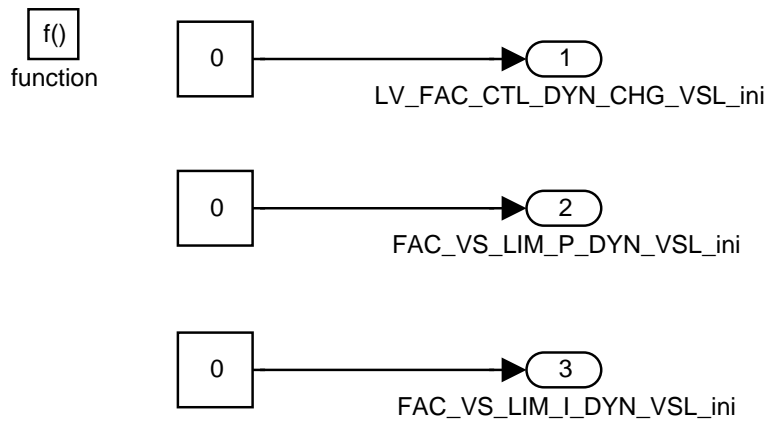 f()
function
0
1
LV_FAC_CTL_DYN_CHG_VSL_ini
0
2
FAC_VS_LIM_P_DYN_VSL_ini
0
3
FAC_VS_LIM_I_DYN_VSL_ini